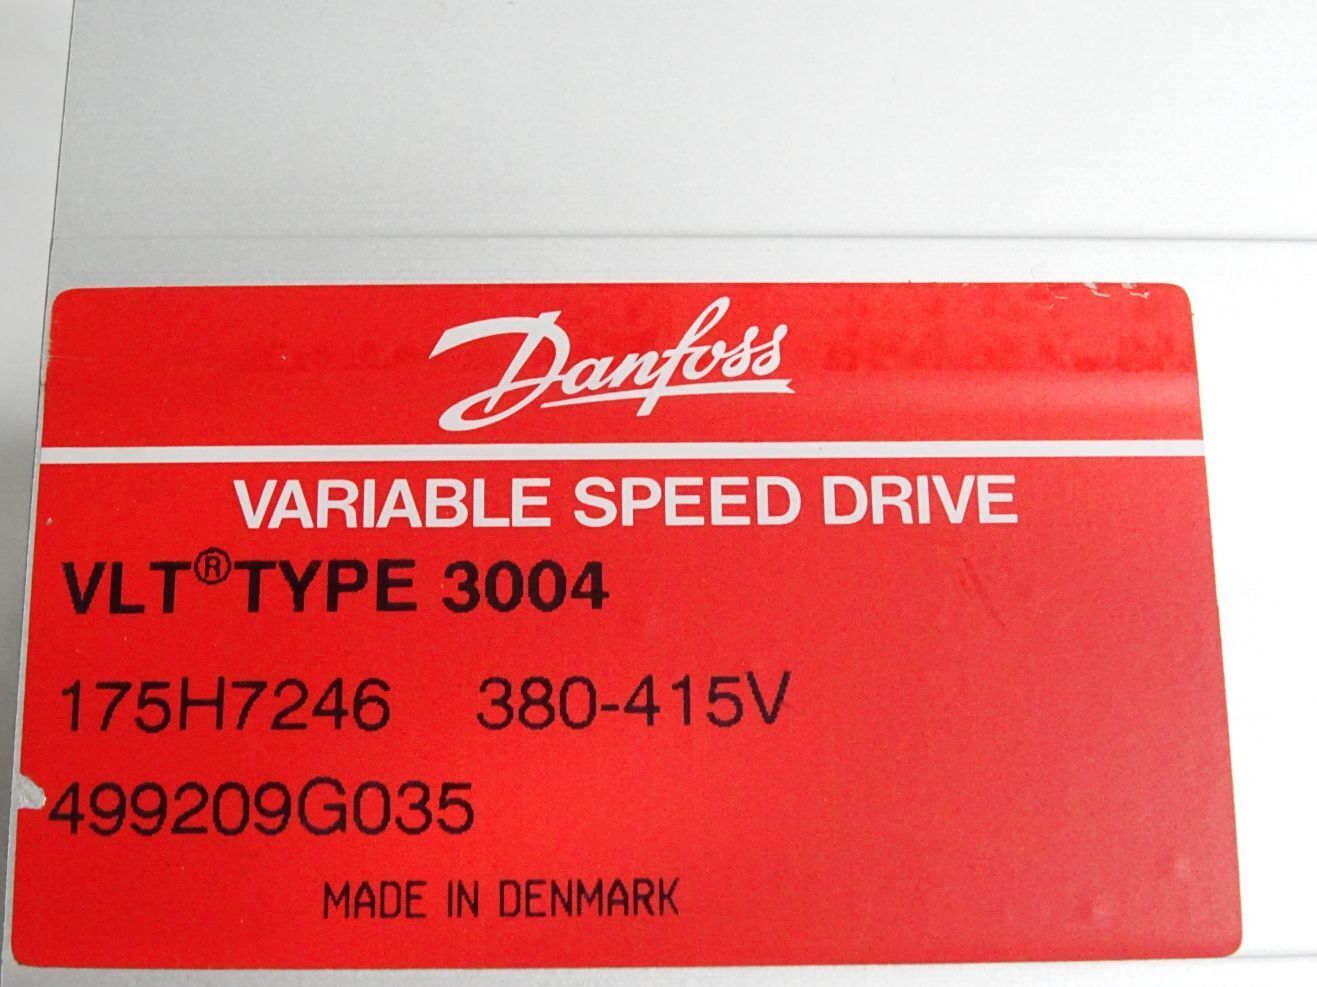 Danfoss
VARIABLE SPEED DRIVE
VLT® TYPE 3004
175H7246 380-415V
499209G035
MADE IN DENMARK